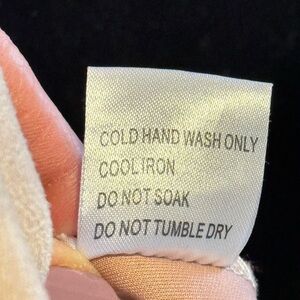 COLD HAND WASH ONLY
COOL IRON
DO NOT SOAK
DO NOT TUMBLE DRY